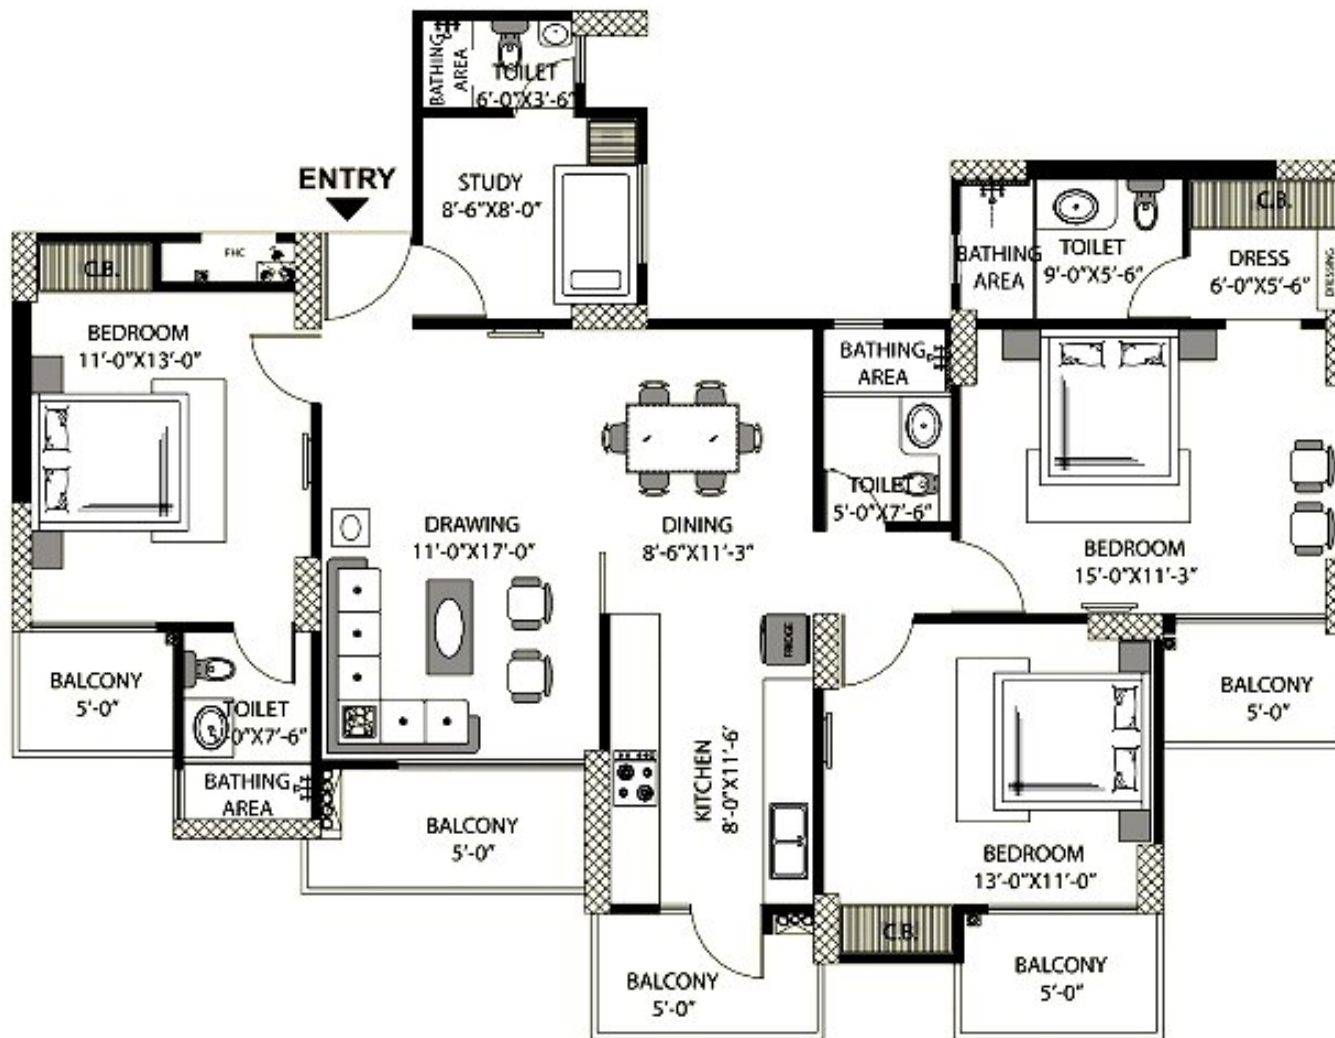 BATHING
AREA
TOILET
6'-0"X3'-6"
ENTRY
STUDY
8'-6"X8'-0"
C.B.
FHC
BEDROOM
11'-0"X13'-0"
BATHING
AREA
TOILET
9'-0"X5'-6"
C.B.
DRESS
6'-0"X5'-6"
DRESSING
BATHING
AREA
TOILET
5'-0"X7'-6"
DRAWING
11'-0"X17'-0"
DINING
8'-6"X11'-3"
BEDROOM
15'-0"X11'-3"
BALCONY
5'-0"
TOILET
0"X7'-6"
BATHING
AREA
BALCONY
5'-0"
FRIDGE
KITCHEN
8'-0"X11'-6"
BALCONY
5'-0"
BEDROOM
13'-0"X11'-0"
C.B.
BALCONY
5'-0"
BALCONY
5'-0"